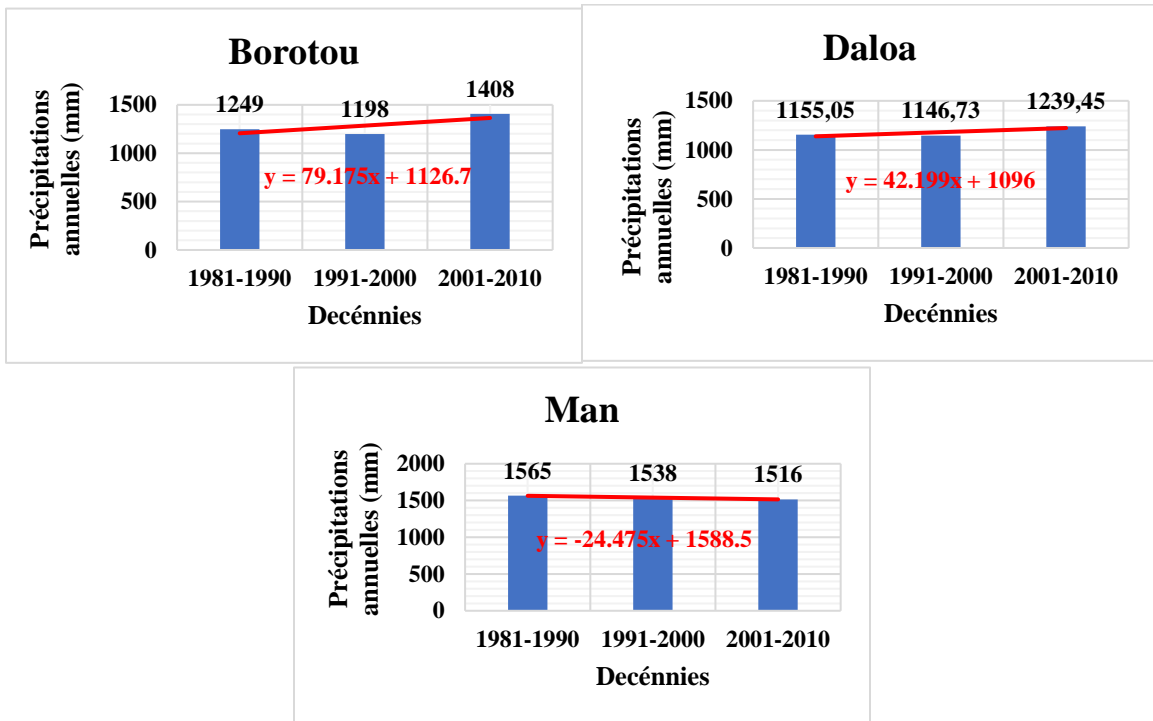 Borotou
Précipitations
annuelles (mm)
1500
1000
500
0
1249
1198
1408
y = 79.175x + 1126.7
1981-1990
1991-2000
2001-2010
Decénnies
Daloa
Précipitations
annuelles (mm)
1500
1000
500
0
1155,05
1146,73
1239,45
y = 42.199x + 1096
1981-1990
1991-2000
2001-2010
Decénnies
Man
Précipitations
annuelles (mm)
2000
1500
1000
500
0
1565
1538
1516
y = -24.475x + 1588.5
1981-1990
1991-2000
2001-2010
Decénnies